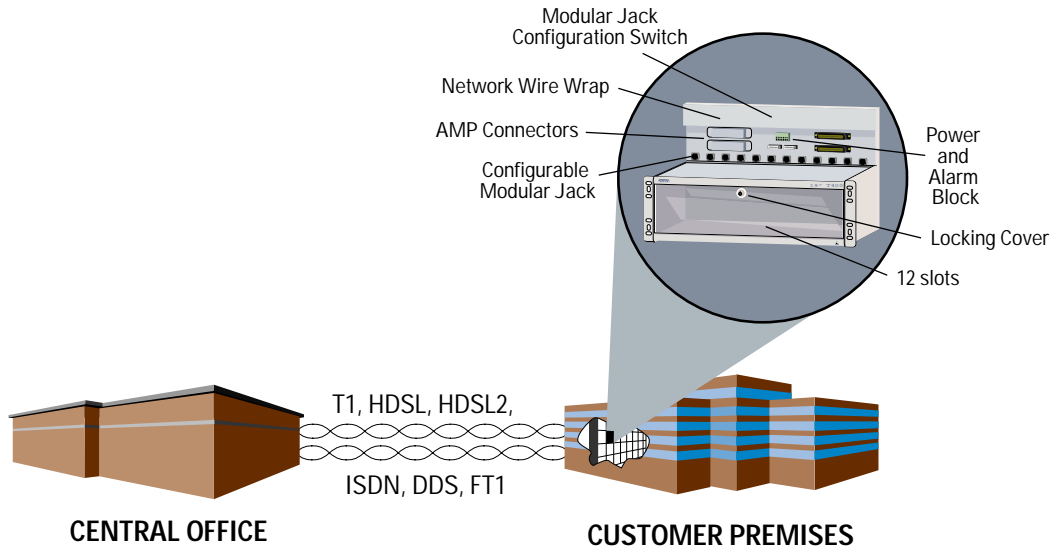 Modular Jack
Configuration Switch
Network Wire Wrap
AMP Connectors
Configurable
Modular Jack
Power
and
Alarm
Block
Locking Cover
12 slots
T1, HDSL, HDSL2,
ISDN, DDS, FT1
CENTRAL OFFICE
CUSTOMER PREMISES